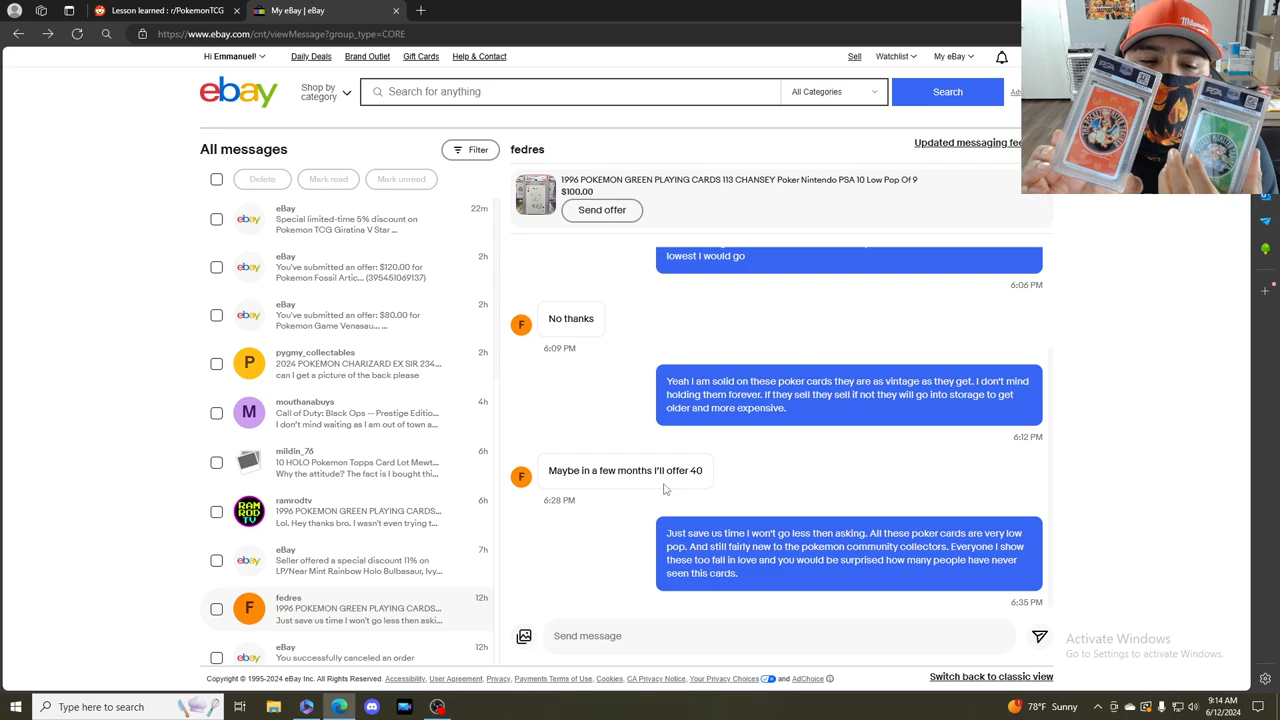 Lesson learned : r/PokemonTCG
My eBay | eBay
https://www.ebay.com/cnt/viewMessage?group_type=CORE
Hi Emmanuel!
Daily Deals
Brand Outlet
Gift Cards
Help & Contact
Sell
Watchlist
My eBay
ebay
Shop by
category
Search for anything
All Categories
Search
All messages
Filter
Delete
Mark read
Mark unread
eBay 22m
Special limited-time 5% discount on
Pokemon TCG Giratina V Star ...
eBay 2h
You've submitted an offer: $120.00 for
Pokemon Fossil Artic... (395451069137)
eBay 2h
You've submitted an offer: $80.00 for
Pokemon Game Venasau... ...
P
pygmy_collectables 2h
2024 POKEMON CHARIZARD EX SIR 234...
can I get a picture of the back please
M
mouthanabuys 4h
Call of Duty: Black Ops -- Prestige Editio...
I don't mind waiting as I am out of town a...
mildin_76 6h
10 HOLO Pokemon Topps Card Lot Mewt...
Why the attitude? The fact is I bought thi...
RAM
ROD
TV
ramrodtv 6h
1996 POKEMON GREEN PLAYING CARDS...
Lol. Hey thanks bro. I wasn't even trying t...
eBay 7h
Seller offered a special discount 11% on
LP/Near Mint Rainbow Holo Bulbasaur, Ivy...
F
fedres 12h
1996 POKEMON GREEN PLAYING CARDS...
Just save us time I won't go less then aski...
eBay 12h
You successfully canceled an order
fedres
Updated messaging fee
1996 POKEMON GREEN PLAYING CARDS 113 CHANSEY Poker Nintendo PSA 10 Low Pop Of 9
$100.00
Send offer
lowest I would go
6:06 PM
F
No thanks
6:09 PM
Yeah I am solid on these poker cards they are as vintage as they get. I don't mind
holding them forever. If they sell they sell if not they will go into storage to get
older and more expensive.
6:12 PM
F
Maybe in a few months I'll offer 40
6:28 PM
Just save us time I won't go less then asking. All these poker cards are very low
pop. And still fairly new to the pokemon community collectors. Everyone I show
these too fall in love and you would be surprised how many people have never
seen this cards.
6:35 PM
Send message
Copyright © 1995-2024 eBay Inc. All Rights Reserved. Accessibility, User Agreement, Privacy, Payments Terms of Use, Cookies, CA Privacy Notice, Your Privacy Choices and AdChoice
Switch back to classic view
Activate Windows
Go to Settings to activate Windows.
Type here to search
78°F Sunny
9:14 AM
6/12/2024